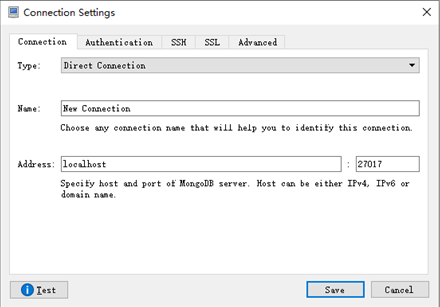 Connection Settings
Connection Authentication SSH SSL Advanced
Type: Direct Connection
Name: New Connection
Choose any connection name that will help you to identify this connection.
Address: localhost : 27017
Specify host and port of MongoDB server. Host can be either IPv4, IPv6 or
domain name.
Test Save Cancel